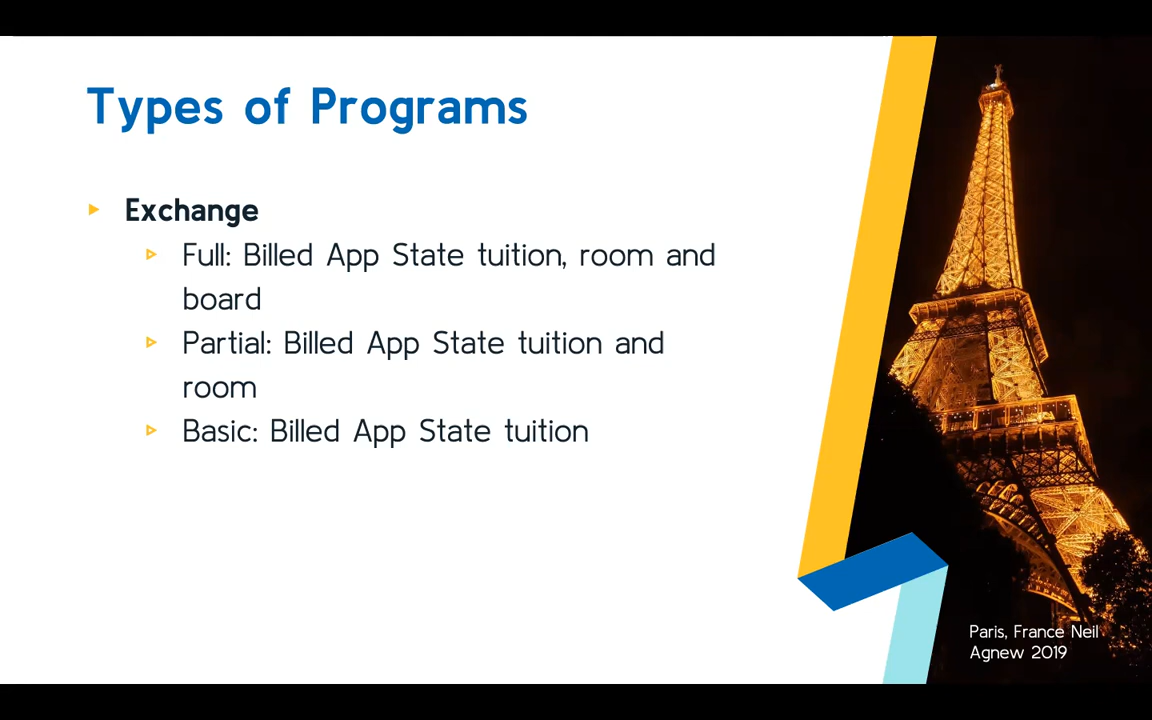 Types of Programs
Exchange
Full: Billed App State tuition, room and
board
Partial: Billed App State tuition and
room
Basic: Billed App State tuition
Paris, France Neil
Agnew 2019